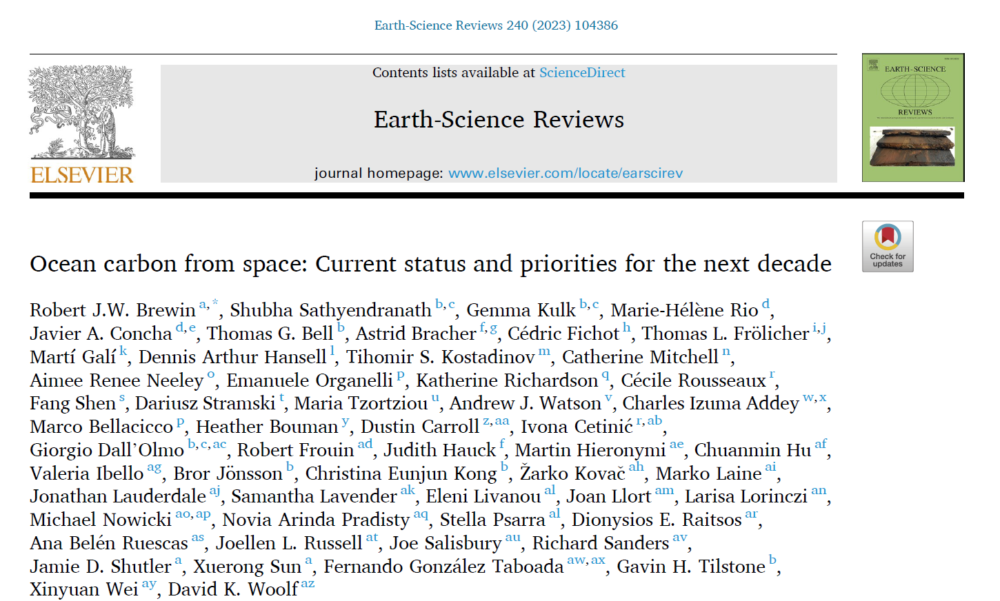 Earth-Science Reviews 240 (2023) 104386
Contents lists available at ScienceDirect
Earth-Science Reviews
journal homepage: www.elsevier.com/locate/earscirev
NON SOLUS
ELSEVIER
EARTH-SCIENCE
REVIEWS
Check for
updates
Ocean carbon from space: Current status and priorities for the next decade
Robert J.W. Brewin a,*, Shubha Sathyendranath b,c, Gemma Kulk b,c, Marie-Hélène Rio d,
Javier A. Concha d,e, Thomas G. Bell b, Astrid Bracher f,g, Cédric Fichot h, Thomas L. Frölicher i,j,
Martí Galí k, Dennis Arthur Hansell l, Tihomir S. Kostadinov m, Catherine Mitchell n,
Aimee Renee Neeley o, Emanuele Organelli p, Katherine Richardson q, Cécile Rousseaux r,
Fang Shen s, Dariusz Stramski t, Maria Tzortziou u, Andrew J. Watson v, Charles Izuma Addey w,x,
Marco Bellacicco p, Heather Bouman y, Dustin Carroll z,aa, Ivona Cetinić r,ab,
Giorgio Dall’Olmo b,c,ac, Robert Frouin ad, Judith Hauck f, Martin Hieronymi ae, Chuanmin Hu af,
Valeria Ibello ag, Bror Jönsson b, Christina Eunjun Kong b, Žarko Kovač ah, Marko Laine ai,
Jonathan Lauderdale aj, Samantha Lavender ak, Eleni Livanou al, Joan Llort am, Larisa Lorinczi an,
Michael Nowicki ao,ap, Novia Arinda Pradisty aq, Stella Psarra al, Dionysios E. Raitsos ar,
Ana Belén Ruescas as, Joellen L. Russell at, Joe Salisbury au, Richard Sanders av,
Jamie D. Shutler a, Xuerong Sun a, Fernando González Taboada aw,ax, Gavin H. Tilstone b,
Xinyuan Wei ay, David K. Woolf az